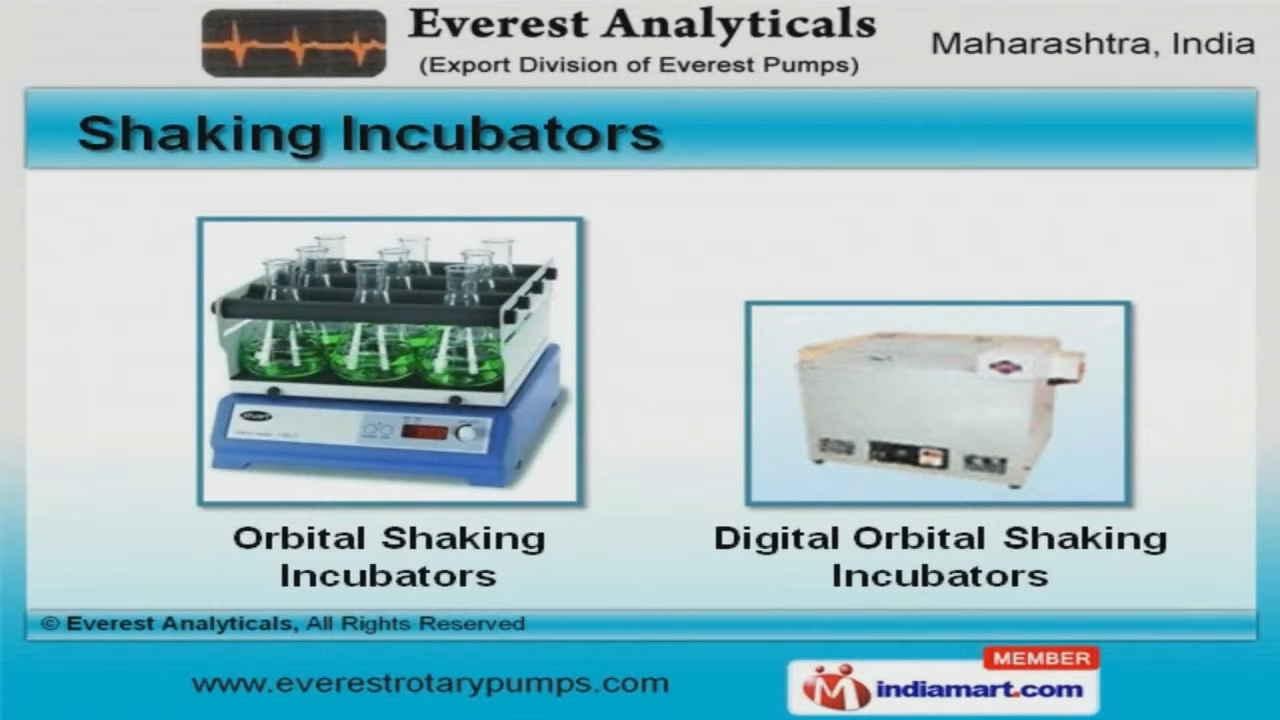 Everest Analyticals
(Export Division of Everest Pumps)
Maharashtra, India
Shaking Incubators
Orbital Shaking
Incubators
Digital Orbital Shaking
Incubators
© Everest Analyticals, All Rights Reserved
www.everestrotarypumps.com
MEMBER
indiamart.com